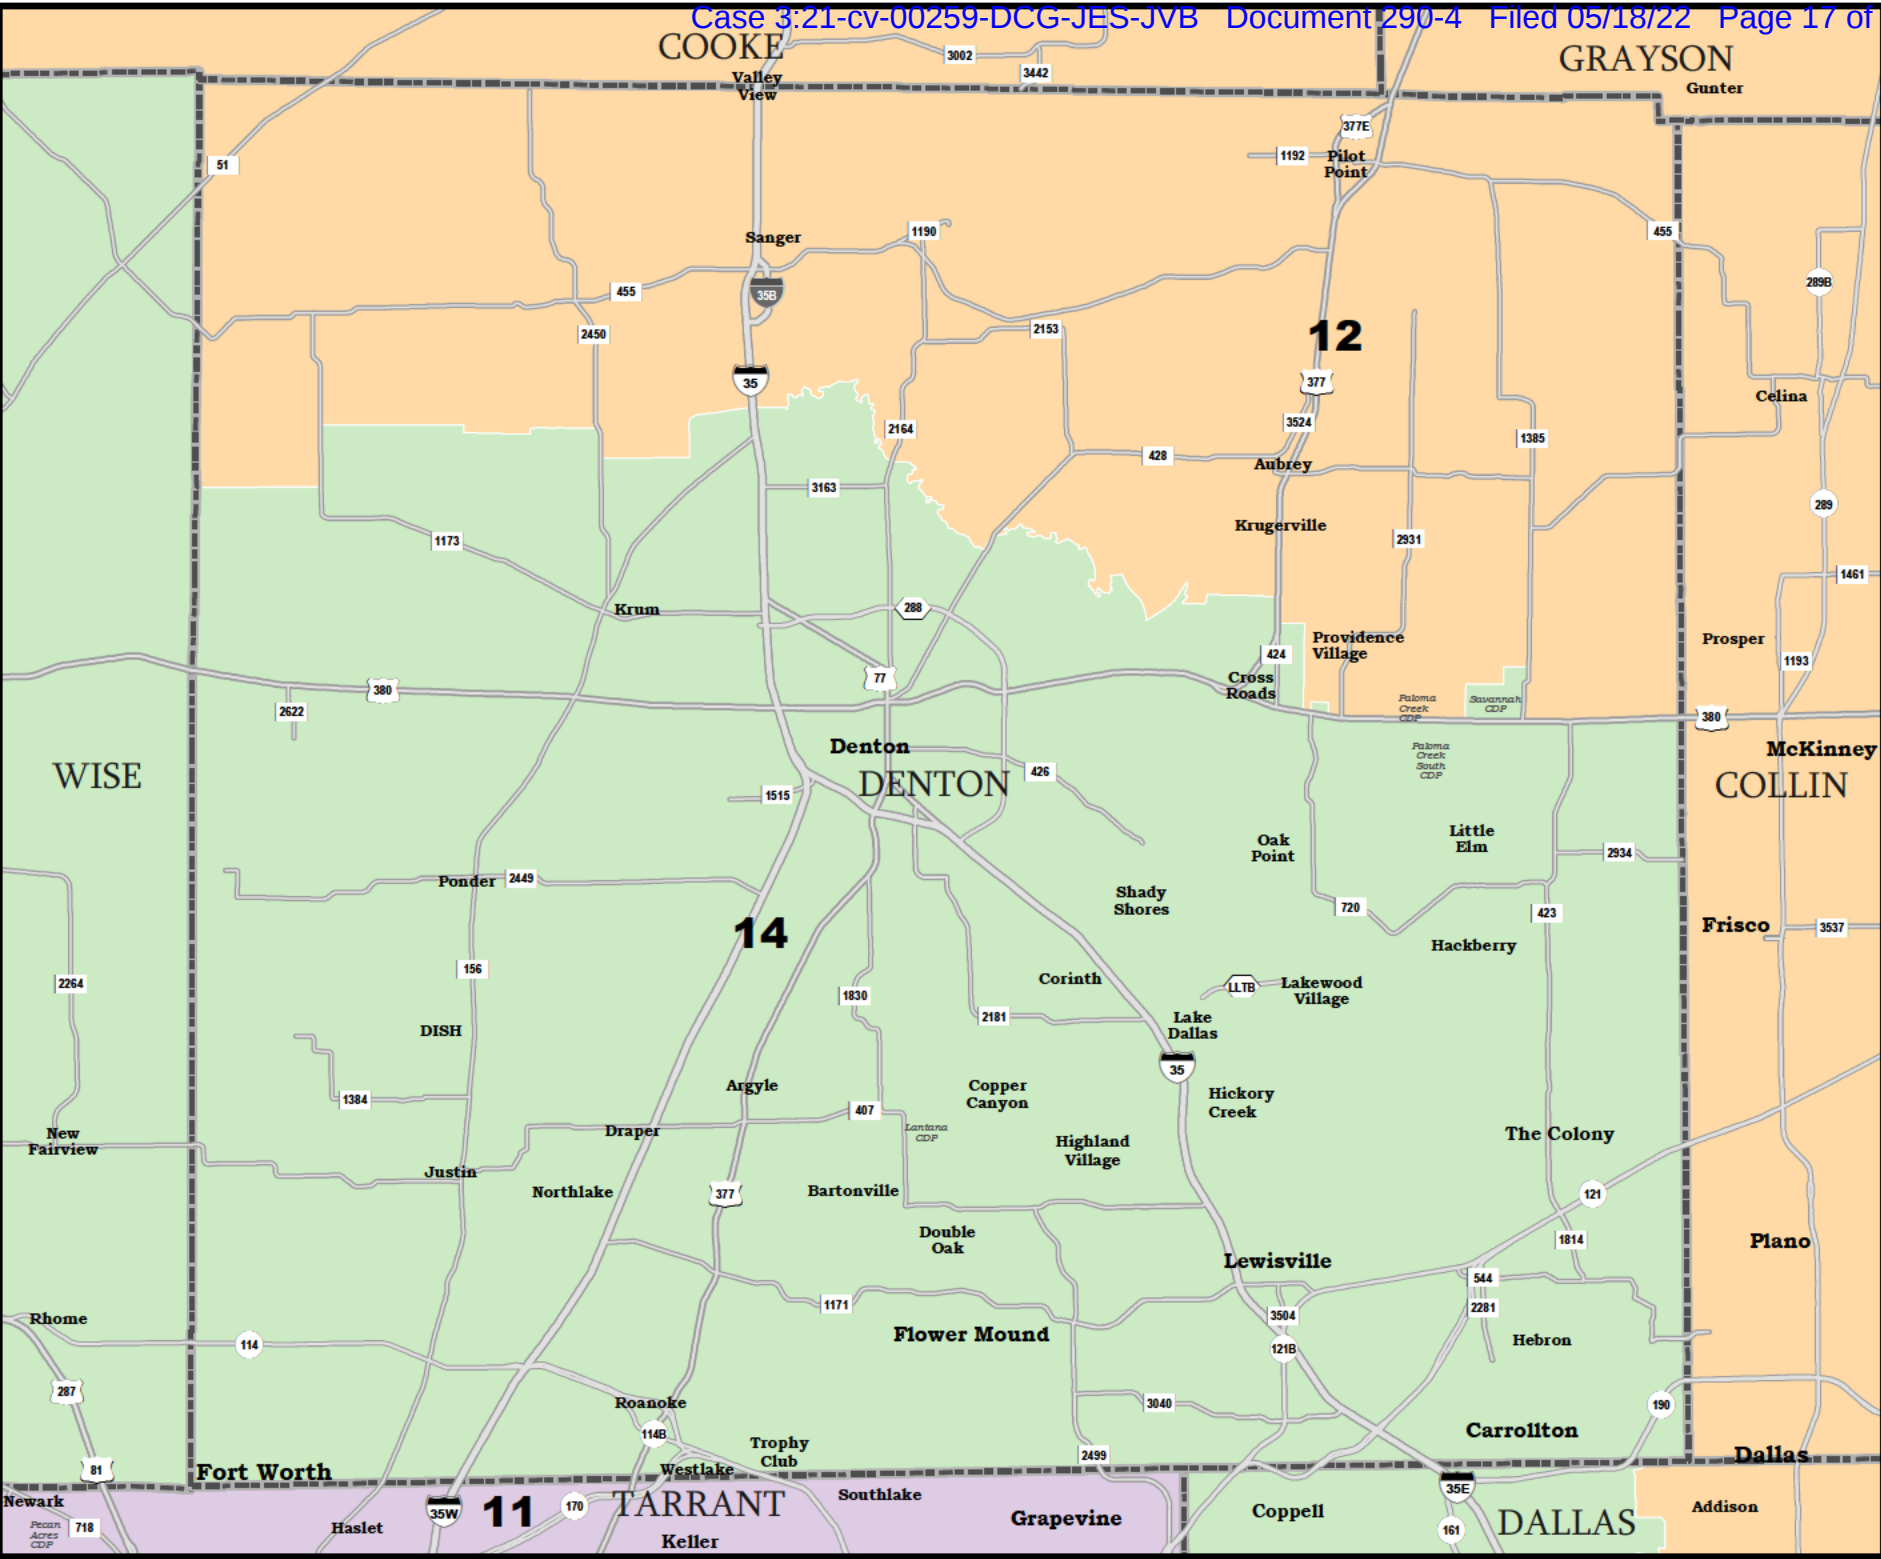 Case 3:21-cv-00259-DCG-JES-JVB Document 290-4 Filed 05/18/22 Page 17 of
COOKE
GRAYSON
3002
3442
Valley
View
Gunter
377E
51
1192
Pilot
Point
Sanger
1190
455
455
35B
289B
2450
2153
12
35
377
Celina
2164
3524
1385
428
Aubrey
3163
289
Krugerville
1173
2931
1461
Krum
288
Providence
Village
Prosper
424
1193
77
380
Cross
Roads
Paloma
Creek
CDP
Savannah
CDP
2622
380
Denton
Paloma
Creek
South
CDP
McKinney
WISE
DENTON
426
COLLIN
1515
Oak
Point
Little
Elm
2934
Ponder
2449
Shady
Shores
720
423
14
Frisco
3537
Hackberry
156
2264
Corinth
LLTB
Lakewood
Village
1830
2181
Lake
Dallas
DISH
35
Argyle
Copper
Canyon
Hickory
Creek
1384
407
New
Fairview
Draper
Lantana
CDP
The Colony
Highland
Village
Justin
Northlake
377
Bartonville
121
Double
Oak
1814
Plano
Lewisville
544
1171
2281
Rhome
3504
114
Flower Mound
121B
Hebron
287
Roanoke
3040
190
114B
Carrollton
Trophy
Club
2499
Dallas
81
Fort Worth
Westlake
35E
Newark
35W
11
170
TARRANT
Southlake
Grapevine
Coppell
DALLAS
Addison
Pecan
Acres
CDP
718
Haslet
Keller
161